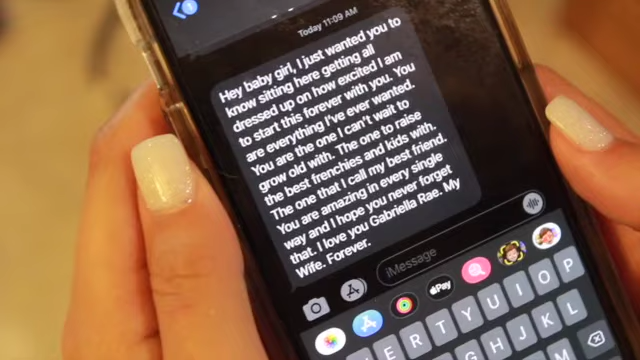 1
Today 11:09 AM
Hey baby girl, I just wanted you to
know sitting here getting all
dressed up on how excited I am
to start this forever with you. You
are everything I've ever wanted.
You are the one I can't wait to
grow old with. The one to raise
the best frenchies and kids with.
The one that I call my best friend.
You are amazing in every single
way and I hope you never forget
that. I love you Gabriella Rae. My
Wife. Forever.
iMessage
Pay
E R T Y U I O P
G H J K L
M